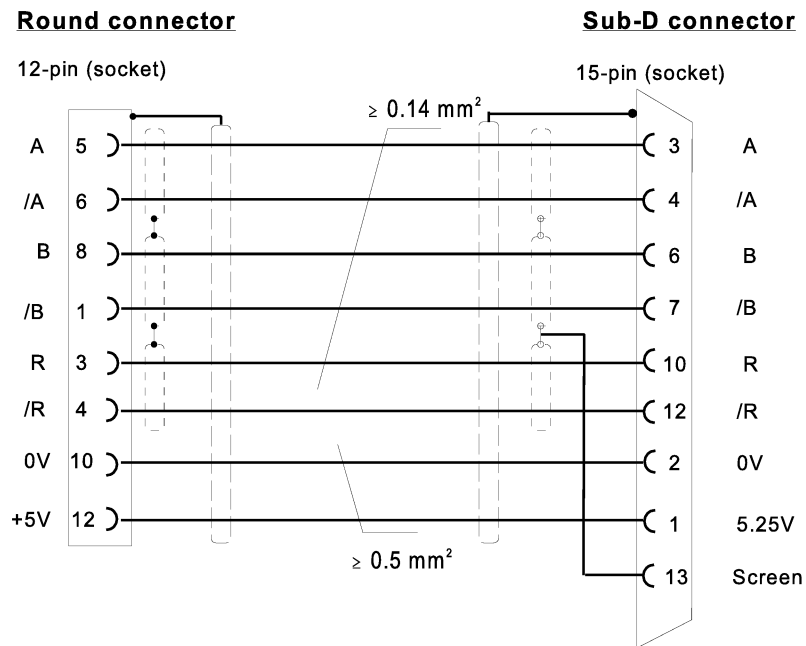 Round connector
Sub-D connector
12-pin (socket)
15-pin (socket)
≥ 0.14 mm²
A 5 3 A
/A 6 4 /A
B 8 6 B
/B 1 7 /B
R 3 10 R
/R 4 12 /R
0V 10 2 0V
+5V 12 1 5.25V
≥ 0.5 mm²
13 Screen